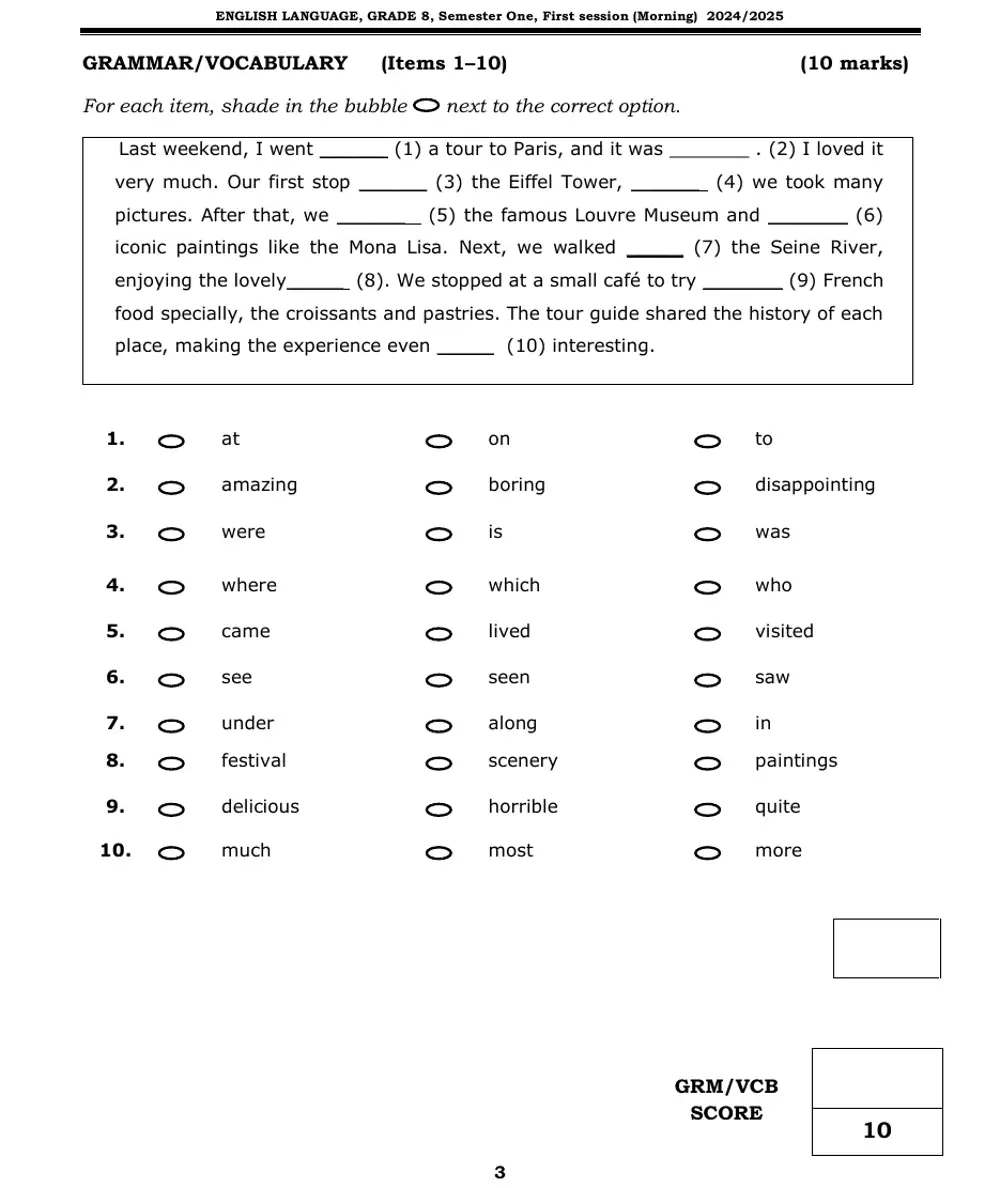 ENGLISH LANGUAGE, GRADE 8, Semester One, First session (Morning) 2024/2025
GRAMMAR/VOCABULARY (Items 1–10) (10 marks)
For each item, shade in the bubble next to the correct option.
Last weekend, I went ______ (1) a tour to Paris, and it was _______ . (2) I loved it
very much. Our first stop ______ (3) the Eiffel Tower, _______ (4) we took many
pictures. After that, we ________ (5) the famous Louvre Museum and _______ (6)
iconic paintings like the Mona Lisa. Next, we walked _____ (7) the Seine River,
enjoying the lovely______ (8). We stopped at a small café to try _______ (9) French
food specially, the croissants and pastries. The tour guide shared the history of each
place, making the experience even _____ (10) interesting.
1. at on to
2. amazing boring disappointing
3. were is was
4. where which who
5. came lived visited
6. see seen saw
7. under along in
8. festival scenery paintings
9. delicious horrible quite
10. much most more
GRM/VCB
SCORE
10
3